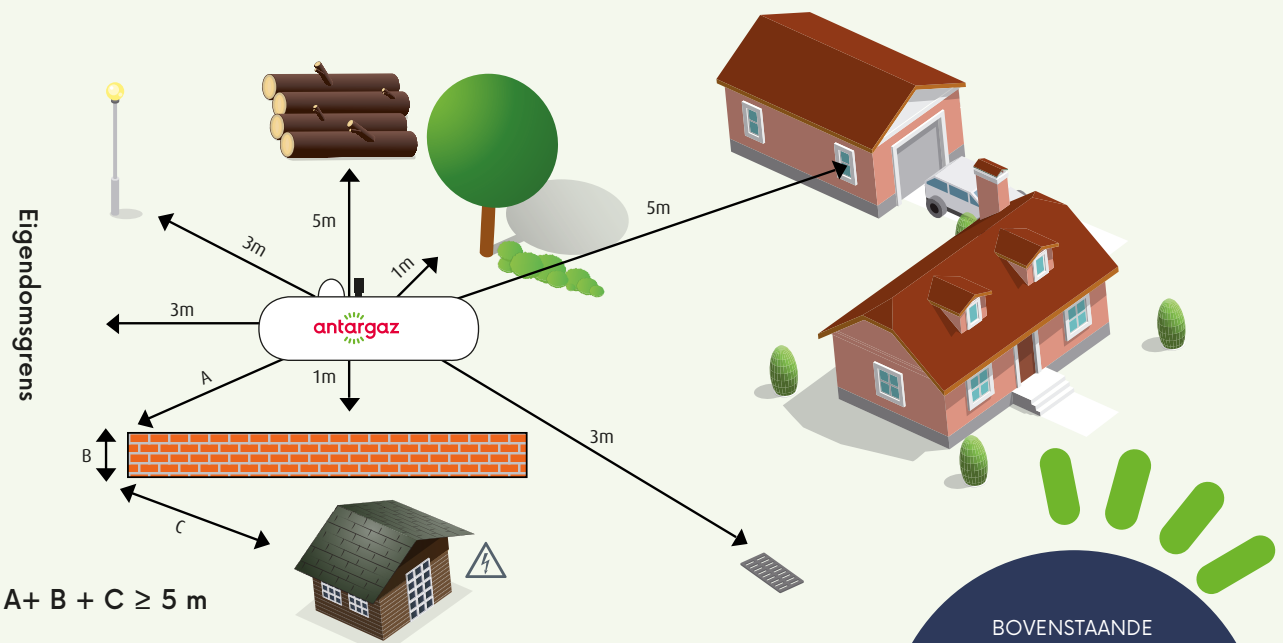 5m
5m
3m
1m
Eigendomsgrens
3m
antargaz
A
1m
3m
B
C
A+ B + C ≥ 5 m
BOVENSTAANDE